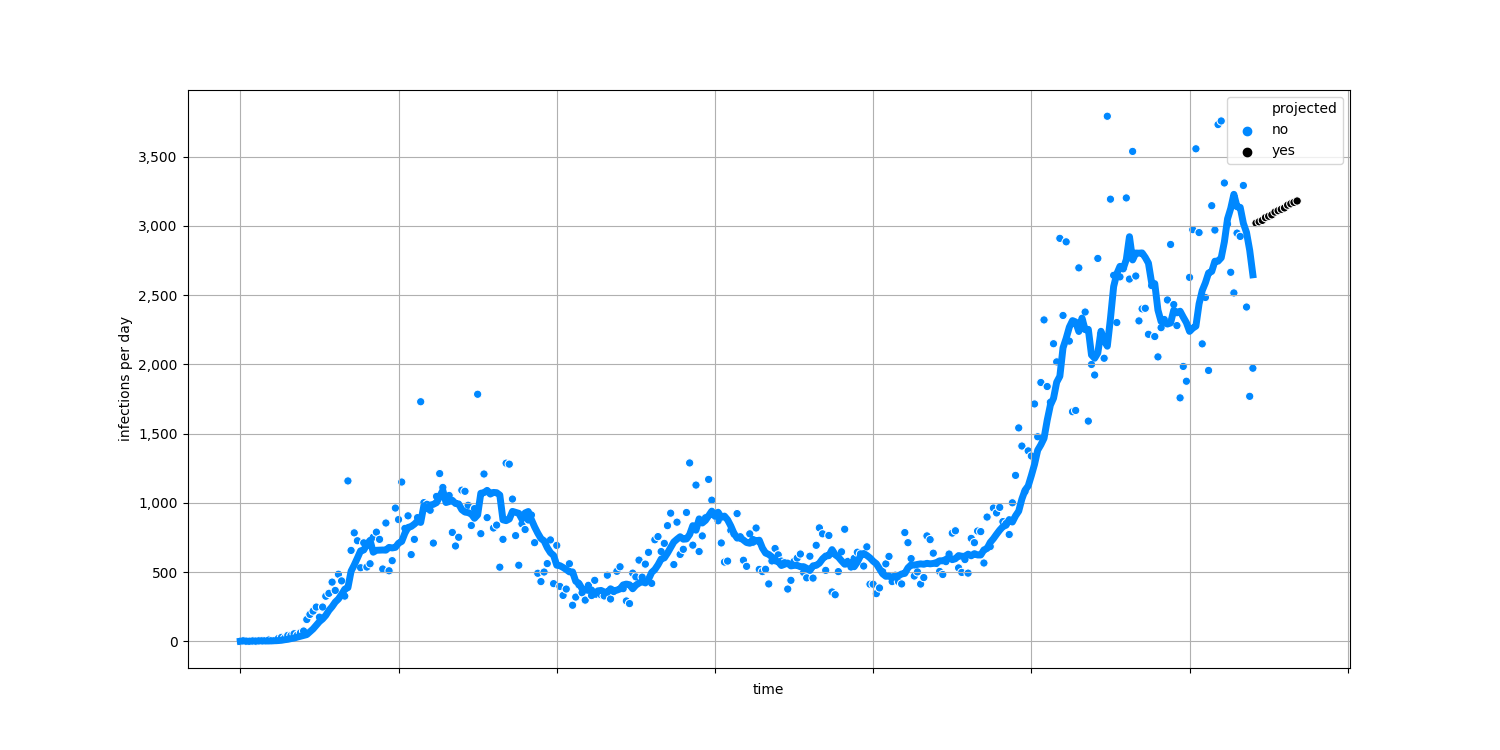 projected
no
yes
3,500
3,000
2,500
2,000
1,500
1,000
500
0
infections per day
time